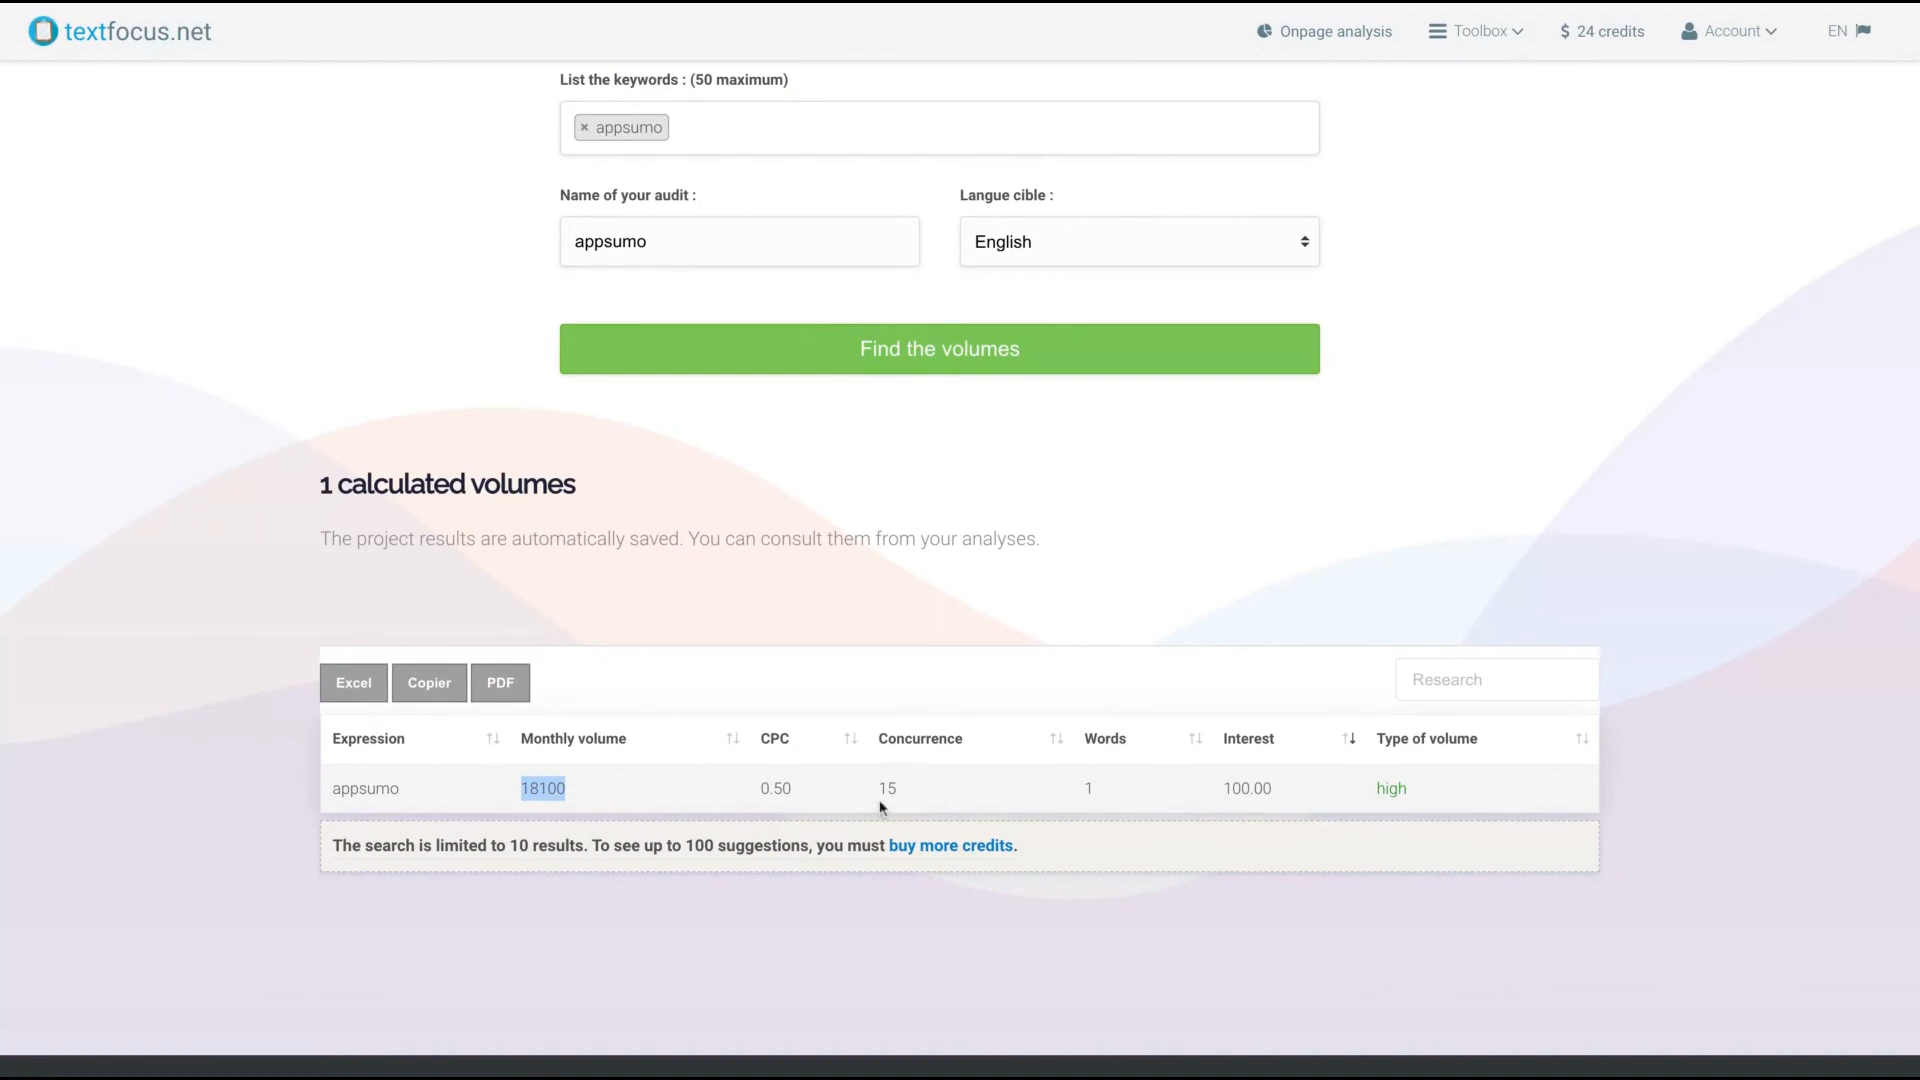 textfocus.net
Onpage analysis
Toolbox
$ 24 credits
Account
EN
List the keywords : (50 maximum)
× appsumo
Name of your audit :
Langue cible :
appsumo
English
Find the volumes
1 calculated volumes
The project results are automatically saved. You can consult them from your analyses.
Excel
Copier
PDF
Research
Expression Monthly volume CPC Concurrence Words Interest Type of volume
appsumo 18100 0.50 15 1 100.00 high
The search is limited to 10 results. To see up to 100 suggestions, you must buy more credits.